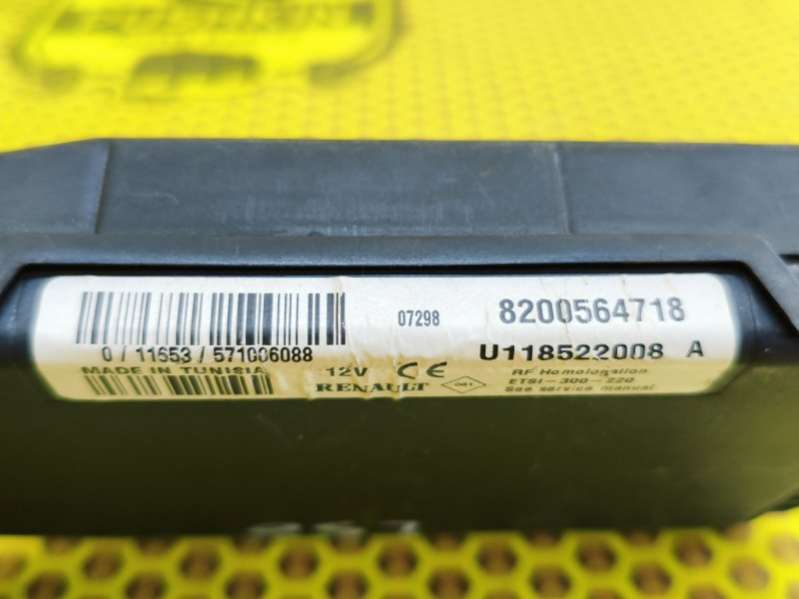 07298 8200564718
0 / 11553 / 571006088 U118522008 A
MADE IN TUNISIA 12V CE RF Homologation
RENAULT ETSI-300-220
See service manual